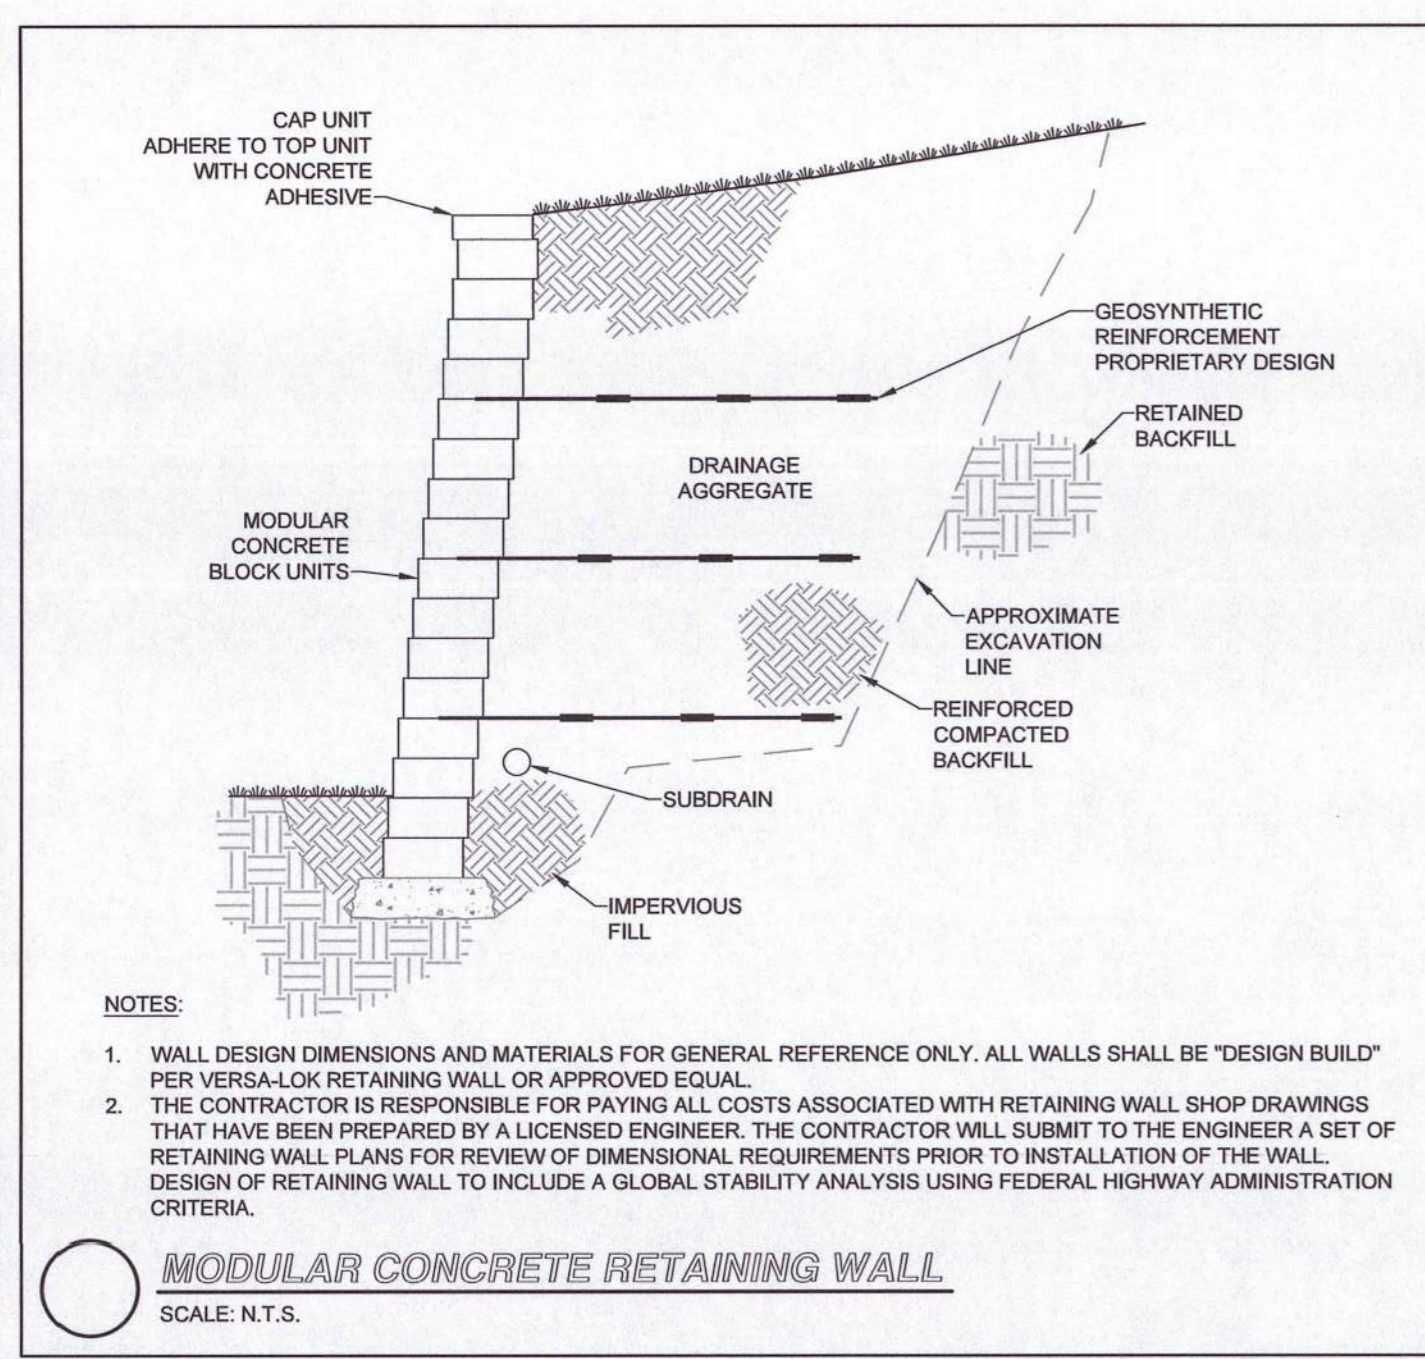 CAP UNIT
ADHERE TO TOP UNIT
WITH CONCRETE
ADHESIVE
GEOSYNTHETIC
REINFORCEMENT
PROPRIETARY DESIGN
RETAINED
BACKFILL
DRAINAGE
AGGREGATE
MODULAR
CONCRETE
BLOCK UNITS
APPROXIMATE
EXCAVATION
LINE
REINFORCED
COMPACTED
BACKFILL
SUBDRAIN
IMPERVIOUS
FILL
NOTES:
1. WALL DESIGN DIMENSIONS AND MATERIALS FOR GENERAL REFERENCE ONLY. ALL WALLS SHALL BE "DESIGN BUILD"
PER VERSA-LOK RETAINING WALL OR APPROVED EQUAL.
2. THE CONTRACTOR IS RESPONSIBLE FOR PAYING ALL COSTS ASSOCIATED WITH RETAINING WALL SHOP DRAWINGS
THAT HAVE BEEN PREPARED BY A LICENSED ENGINEER. THE CONTRACTOR WILL SUBMIT TO THE ENGINEER A SET OF
RETAINING WALL PLANS FOR REVIEW OF DIMENSIONAL REQUIREMENTS PRIOR TO INSTALLATION OF THE WALL.
DESIGN OF RETAINING WALL TO INCLUDE A GLOBAL STABILITY ANALYSIS USING FEDERAL HIGHWAY ADMINISTRATION
CRITERIA.
MODULAR CONCRETE RETAINING WALL
SCALE: N.T.S.